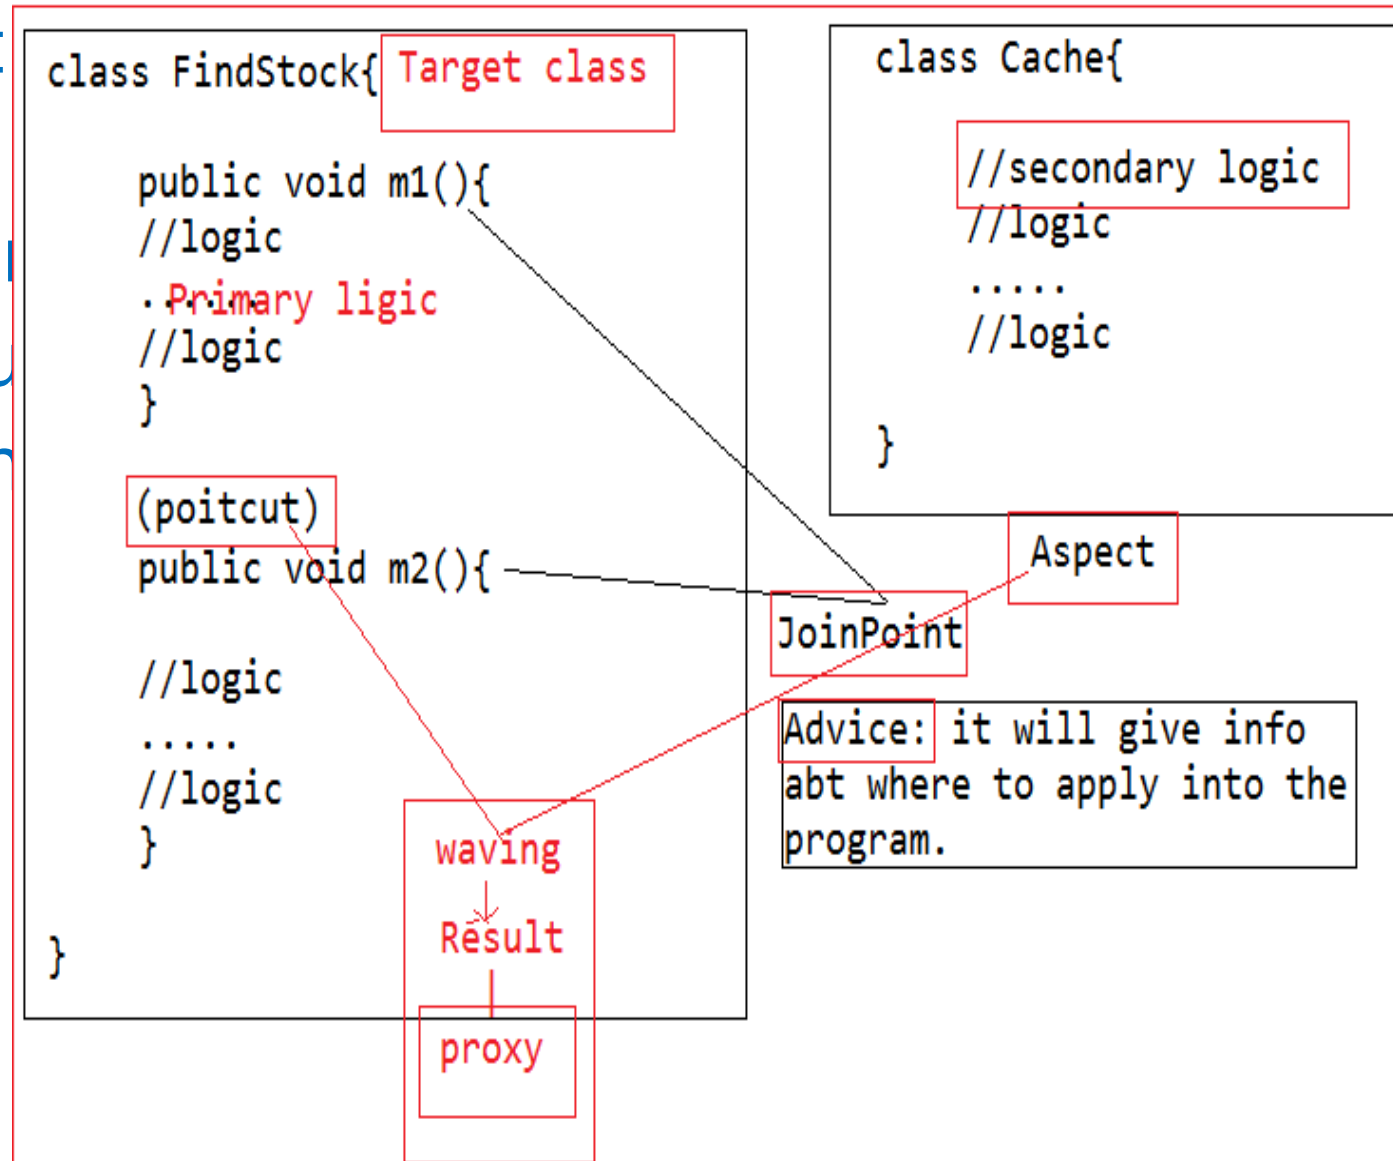 class FindStock{ Target class
public void m1(){
//logic
...... Primary ligic
//logic
}
(poitcut)
public void m2(){
//logic
.....
//logic
}
}
waving
Result
proxy
class Cache{
//secondary logic
//logic
.....
//logic
}
Aspect
JoinPoint
Advice: it will give info
abt where to apply into the
program.